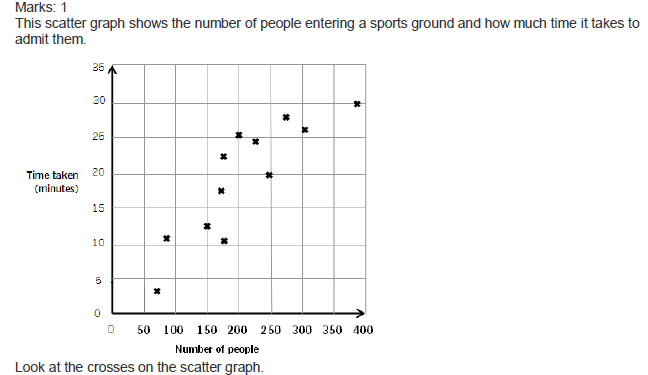 Marks: 1
This scatter graph shows the number of people entering a sports ground and how much time it takes to
admit them.
35
30
25
Time taken 20
(minutes)
15
10
5
0
0 50 100 150 200 250 300 350 400
Number of people
Look at the crosses on the scatter graph.